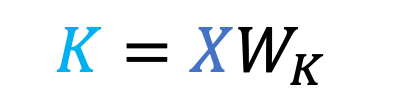 K = XW_K